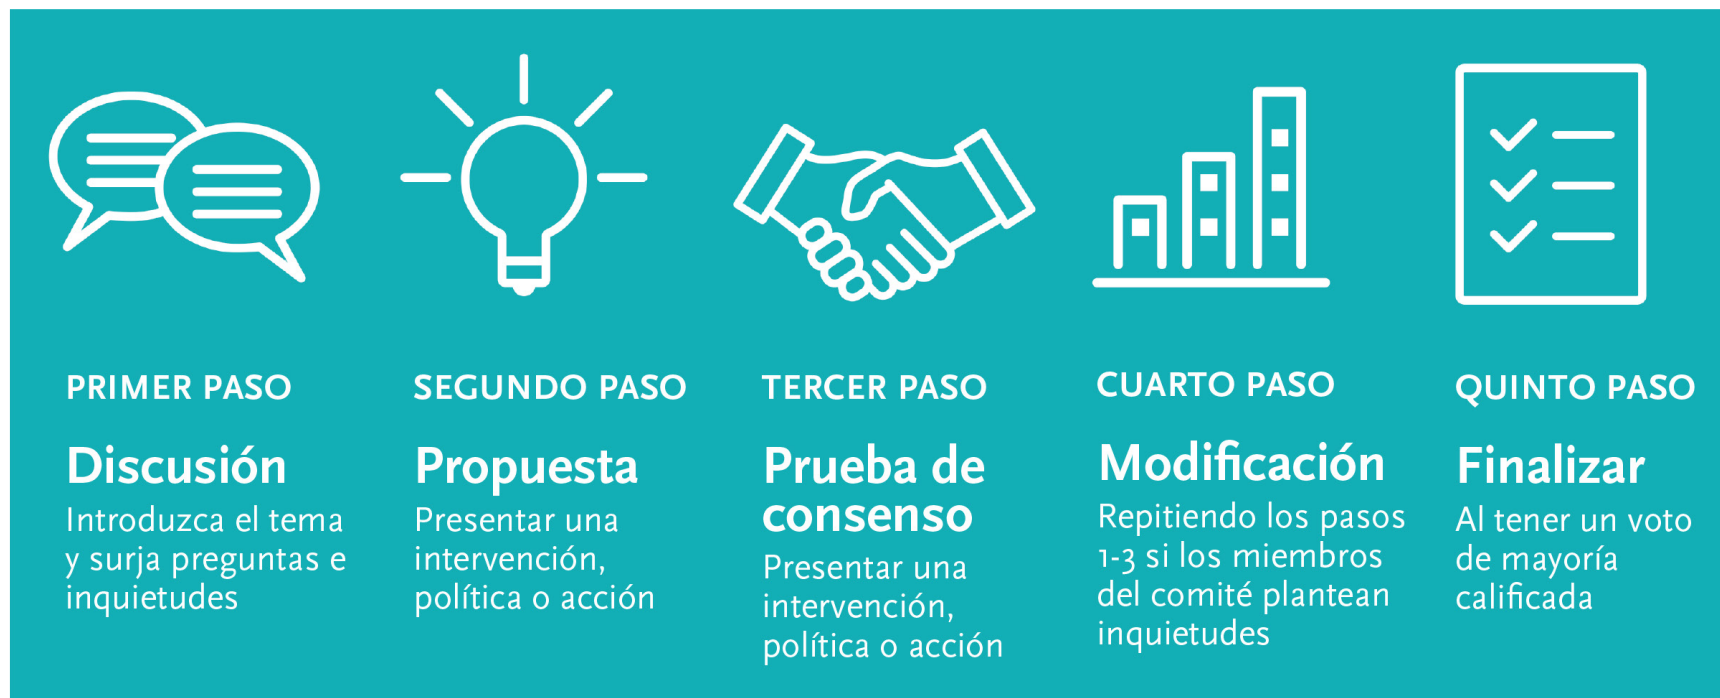 PRIMER PASO
Discusión
Introduzca el tema
y surja preguntas e
inquietudes
SEGUNDO PASO
Propuesta
Presentar una
intervención,
política o acción
TERCER PASO
Prueba de
consenso
Presentar una
intervención,
política o acción
CUARTO PASO
Modificación
Repitiendo los pasos
1-3 si los miembros
del comité plantean
inquietudes
QUINTO PASO
Finalizar
Al tener un voto
de mayoría
calificada